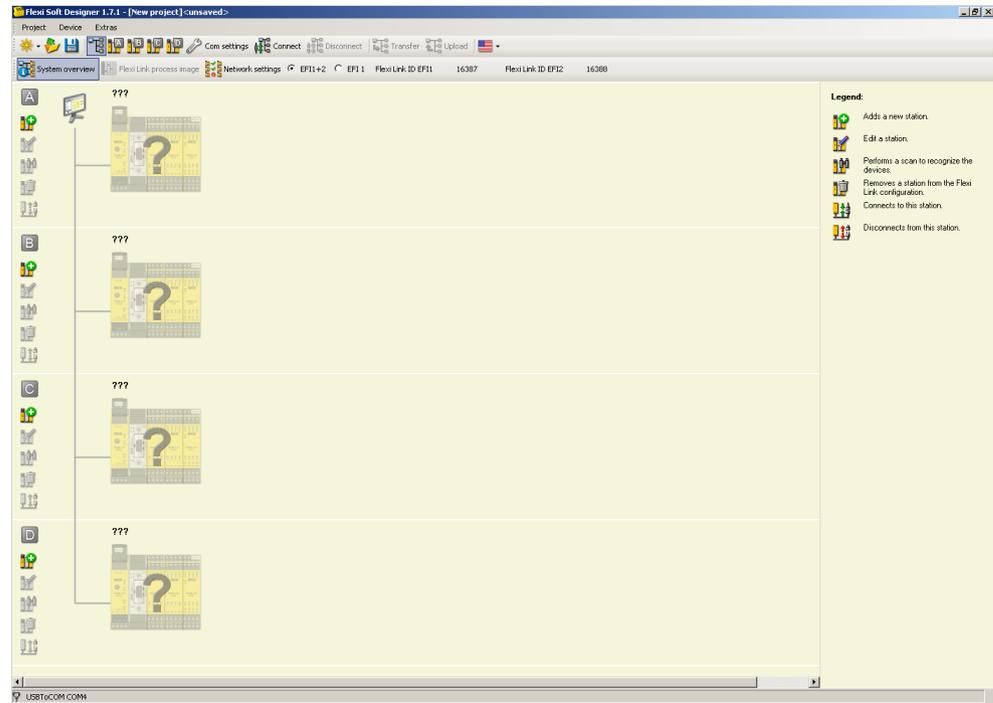 Flexi Soft Designer 1.7.1 - [New project]<unsaved>
Project Device Extras
A B C D Com settings Connect Disconnect Transfer Upload
System overview Flexi Link process image Network settings EFI1+2 EFI 1 Flexi Link ID EFI1 16387 Flexi Link ID EFI2 16388
A
???
?
B
???
?
C
???
?
D
???
?
Legend:
Adds a new station.
Edit a station.
Performs a scan to recognize the
devices.
Removes a station from the Flexi
Link configuration.
Connects to this station.
Disconnects from this station.
USBToCOM COM4